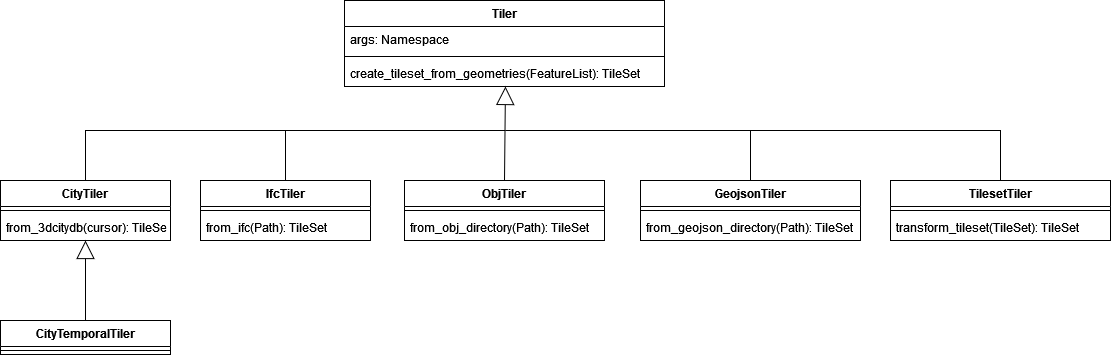 Tiler
args: Namespace
create_tileset_from_geometries(FeatureList): TileSet
CityTiler
from_3dcitydb(cursor): TileSe
IfcTiler
from_ifc(Path): TileSet
ObjTiler
from_obj_directory(Path): TileSet
GeojsonTiler
from_geojson_directory(Path): TileSet
TilesetTiler
transform_tileset(TileSet): TileSet
CityTemporalTiler